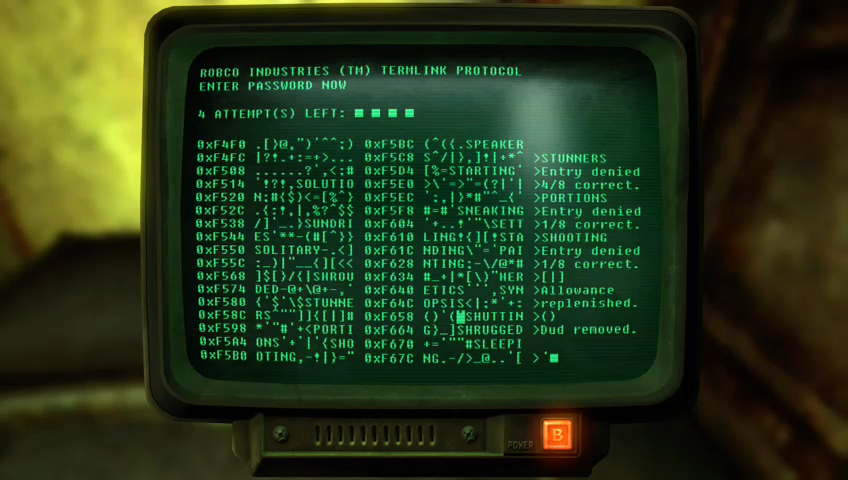 ROBCO INDUSTRIES (TM) TERMLINK PROTOCOL
ENTER PASSWORD NOW
4 ATTEMPT(S) LEFT: ■ ■ ■ ■
0xF4F0 .[}@,")'^^:) 0xF5BC (^({.SPEAKER
0xF4FC |?!.+:=+>... 0xF5C8 S^/|},]!|+*^ >STUNNERS
0xF508 ......?',<:# 0xF5D4 [%=STARTING' >Entry denied
0xF514 '!?!,SOLUTIO 0xF5E0 >\'=>"=(?|'| >4/8 correct.
0xF520 N:#{$)<=[%^} 0xF5EC ':,|}*#"^_{' >PORTIONS
0xF52C .{:!,|,%?^$$ 0xF5F8 #=#'SNEAKING >Entry denied
0xF538 /]'__}SUNDRI 0xF604 '+..!'"\SETT >1/8 correct.
0xF544 ES'**-(#[^}} 0xF610 LING!{][!STA >SHOOTING
0xF550 SOLITARY-.<] 0xF61C NDING\"='PAI >Entry denied
0xF55C :_)|"__{][<< 0xF628 NTING;-\/@*# >1/8 correct.
0xF568 ]$[}/{|SHROU 0xF634 #_+|*[\)"HER >[|]
0xF574 DED-@+\@+-,' 0xF640 ETICS''',SYN >Allowance
0xF580 {'$'\$STUNNE 0xF64C OPSIS<|;*'+: >replenished.
0xF58C RS^""]]{[|]# 0xF658 ()'(■SHUTTIN >()
0xF598 *'"#'+<PORTI 0xF664 G}_]SHRUGGED >Dud removed.
0xF5A4 ONS'+'|'{SHO 0xF670 +='""#SLEEPI
0xF5B0 OTING,-!|}=" 0xF67C NG.-/>_@..'[ >'■
POWER
B